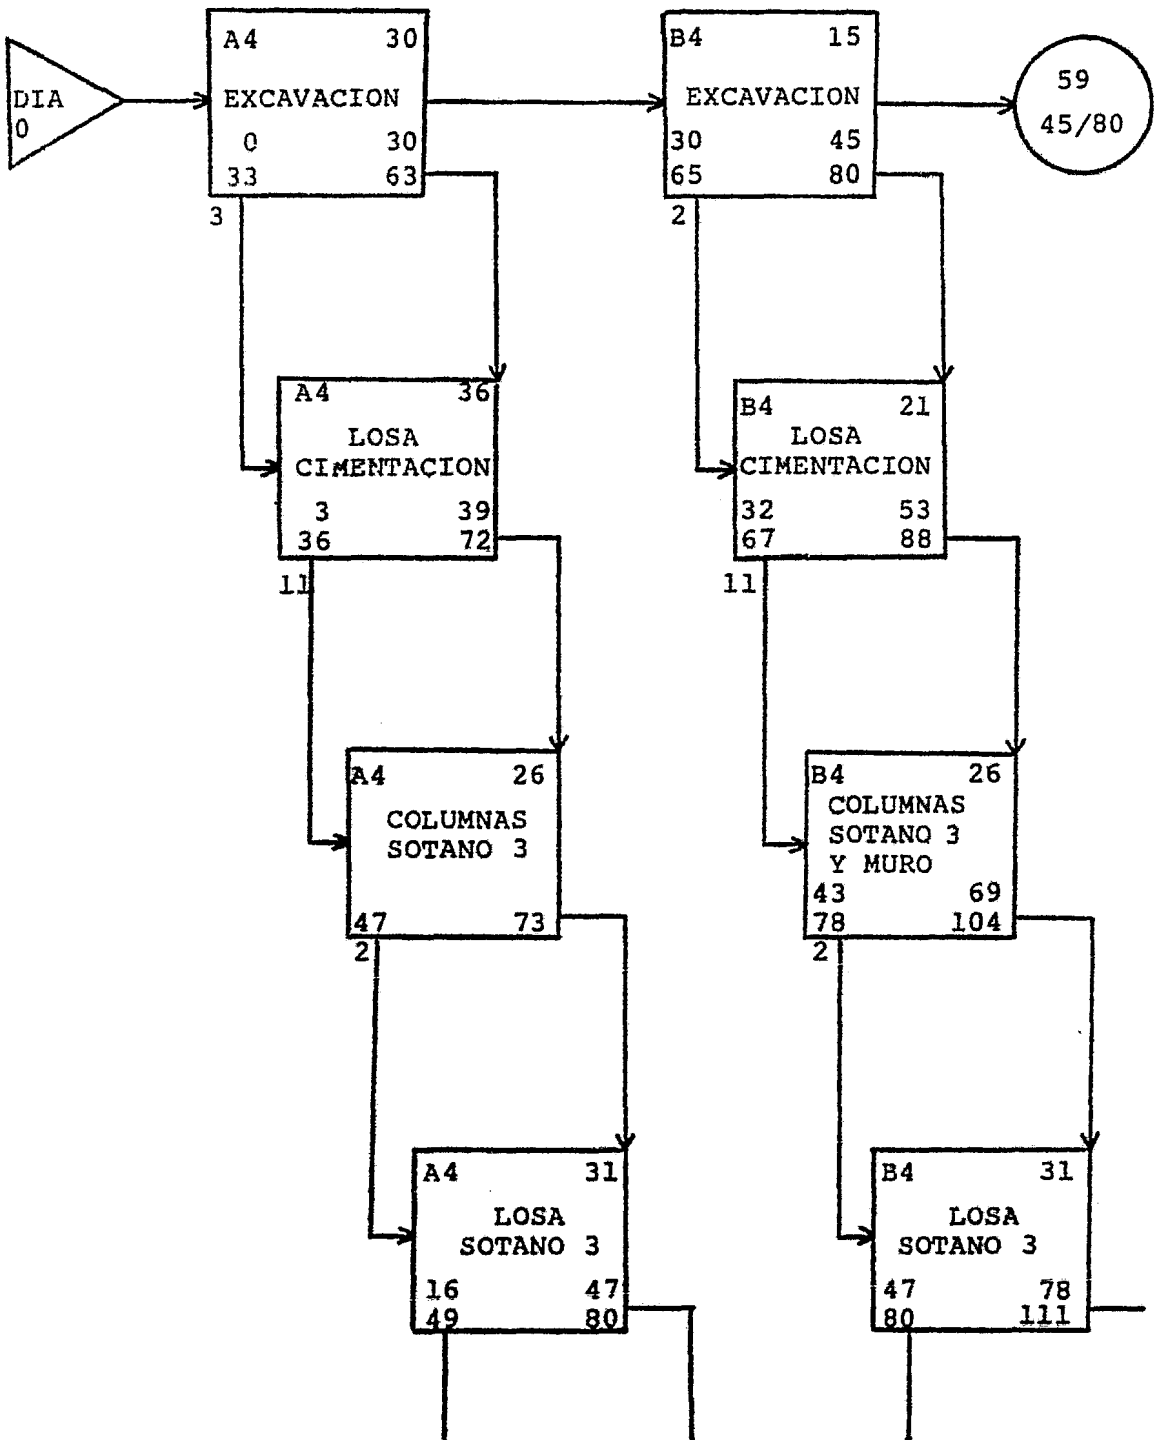 DIA
0
A4 30
EXCAVACION
0 30
33 63
3
B4 15
EXCAVACION
30 45
65 80
2
59
45/80
A4 36
LOSA
CIMENTACION
3 39
36 72
11
B4 21
LOSA
CIMENTACION
32 53
67 88
11
A4 26
COLUMNAS
SOTANO 3
47 73
2
B4 26
COLUMNAS
SOTANO 3
Y MURO
43 69
78 104
2
A4 31
LOSA
SOTANO 3
16 47
49 80
B4 31
LOSA
SOTANO 3
47 78
80 111